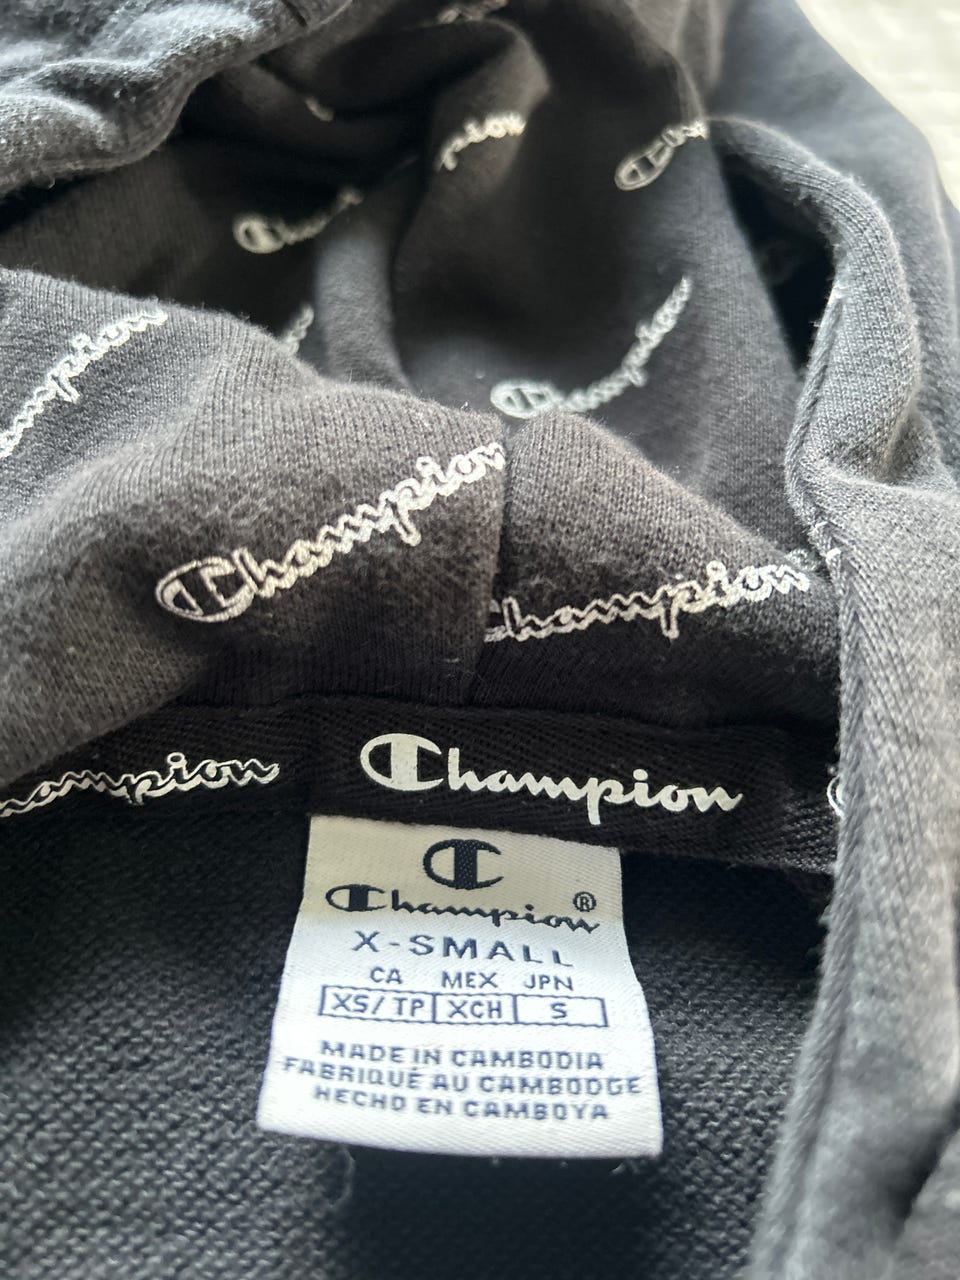 Champion
Champion
Champion
Champion
Champion
Champion
Champion®
X-SMALL
CA MEX JPN
XS/TP XCH S
MADE IN CAMBODIA
FABRIQUÉ AU CAMBODGE
HECHO EN CAMBOYA